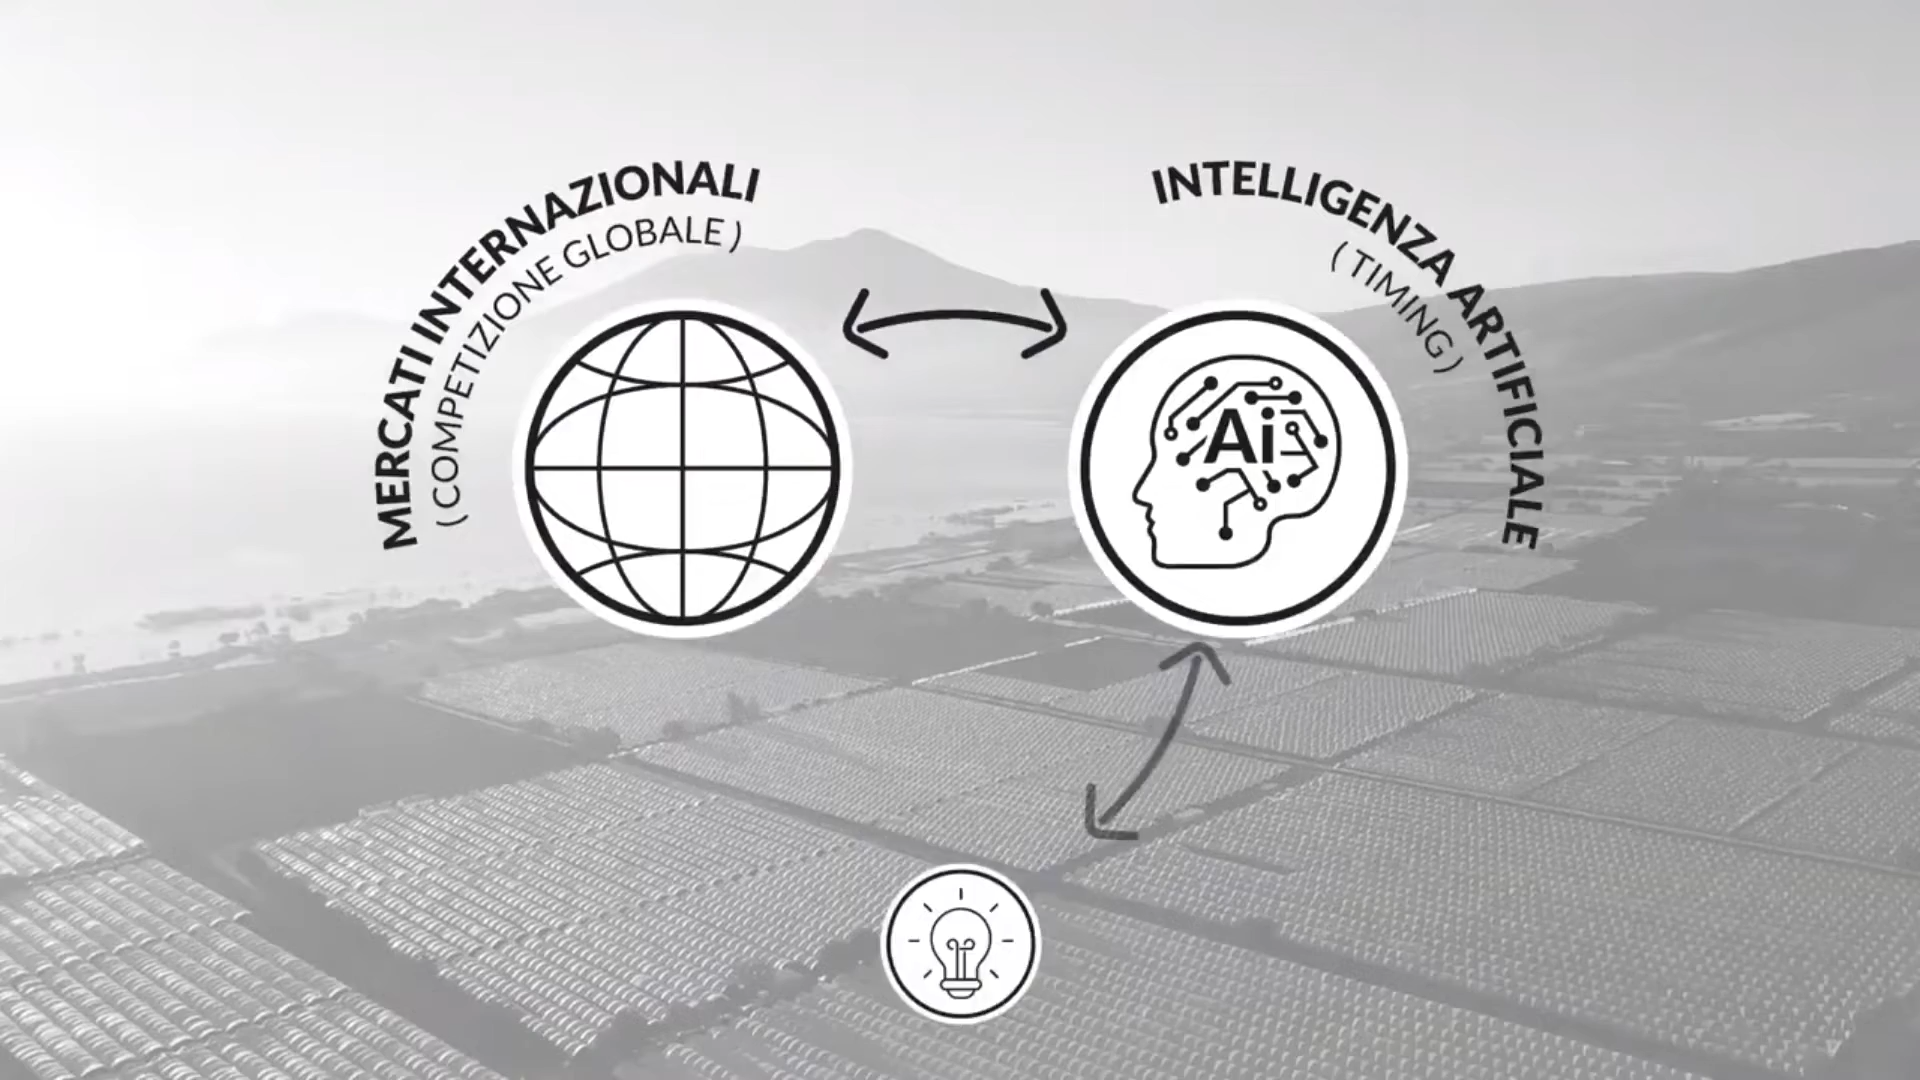 MERCATI INTERNAZIONALI
( COMPETIZIONE GLOBALE )
INTELLIGENZA ARTIFICIALE
( TIMING )
Ai